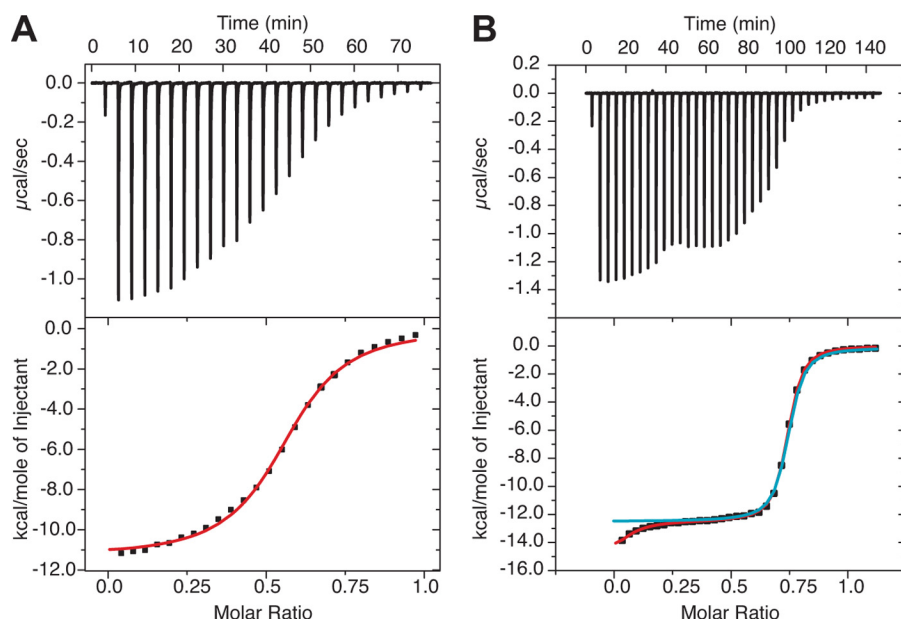 A
Time (min)
0 10 20 30 40 50 60 70
0.0
-0.2
-0.4
-0.6
-0.8
-1.0
µcal/sec
0.0
-2.0
-4.0
-6.0
-8.0
-10.0
-12.0
kcal/mole of Injectant
0.0 0.25 0.5 0.75 1.0
Molar Ratio
B
Time (min)
0 20 40 60 80 100 120 140
0.2
0.0
-0.2
-0.4
-0.6
-0.8
-1.0
-1.2
-1.4
µcal/sec
0.0
-2.0
-4.0
-6.0
-8.0
-10.0
-12.0
-14.0
-16.0
kcal/mole of Injectant
0.0 0.25 0.5 0.75 1.0
Molar Ratio